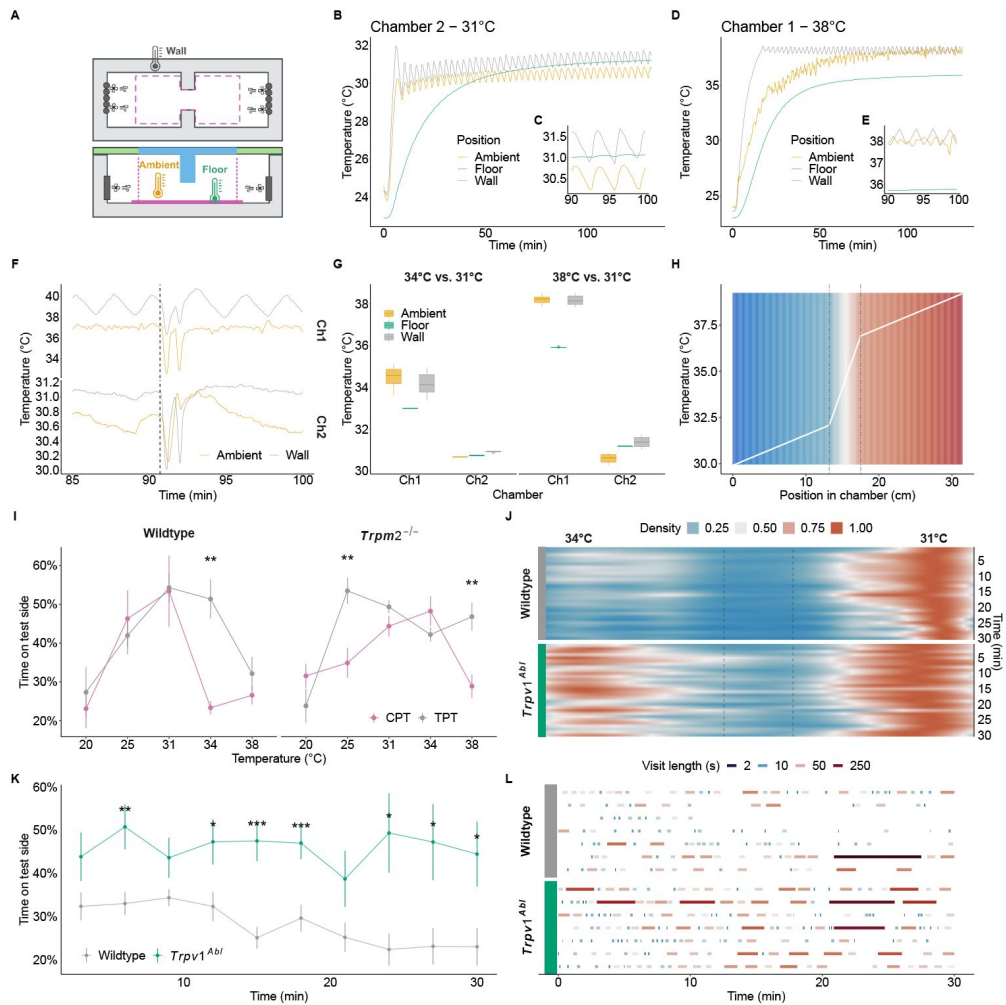 A
Wall
Ambient
Floor
B
Chamber 2 – 31°C
Temperature (°C)
32
30
28
26
24
0
50
100
Time (min)
Position
Ambient
Floor
Wall
C
31.5
31.0
30.5
90
95
100
D
Chamber 1 – 38°C
Temperature (°C)
35
30
25
0
50
100
Time (min)
Position
Ambient
Floor
Wall
E
39
38
37
36
90
95
100
F
Temperature (°C)
40
38
36
34
Ch1
31.2
31.0
30.8
30.6
30.4
30.2
30.0
Ch2
Ambient
Wall
85
90
95
100
Time (min)
G
34°C vs. 31°C
38°C vs. 31°C
Temperature (°C)
38
36
34
32
30
Ambient
Floor
Wall
Ch1
Ch2
Ch1
Ch2
Chamber
H
Temperature (°C)
37.5
35.0
32.5
30.0
0
10
20
30
Position in chamber (cm)
I
Wildtype
Trpm2−/−
Time on test side
60%
50%
40%
30%
20%
**
**
**
CPT
TPT
20
25
31
34
38
20
25
31
34
38
Temperature (°C)
J
Density
0.25
0.50
0.75
1.00
34°C
31°C
Wildtype
Trpv1Abl
5
10
15
20
25
30
5
10
15
20
25
30
Time (min)
K
Time on test side
60%
50%
40%
30%
20%
**
*
***
***
*
*
*
Wildtype
Trpv1Abl
10
20
30
Time (min)
L
Visit length (s)
2
10
50
250
Wildtype
Trpv1Abl
0
10
20
30
Time (min)